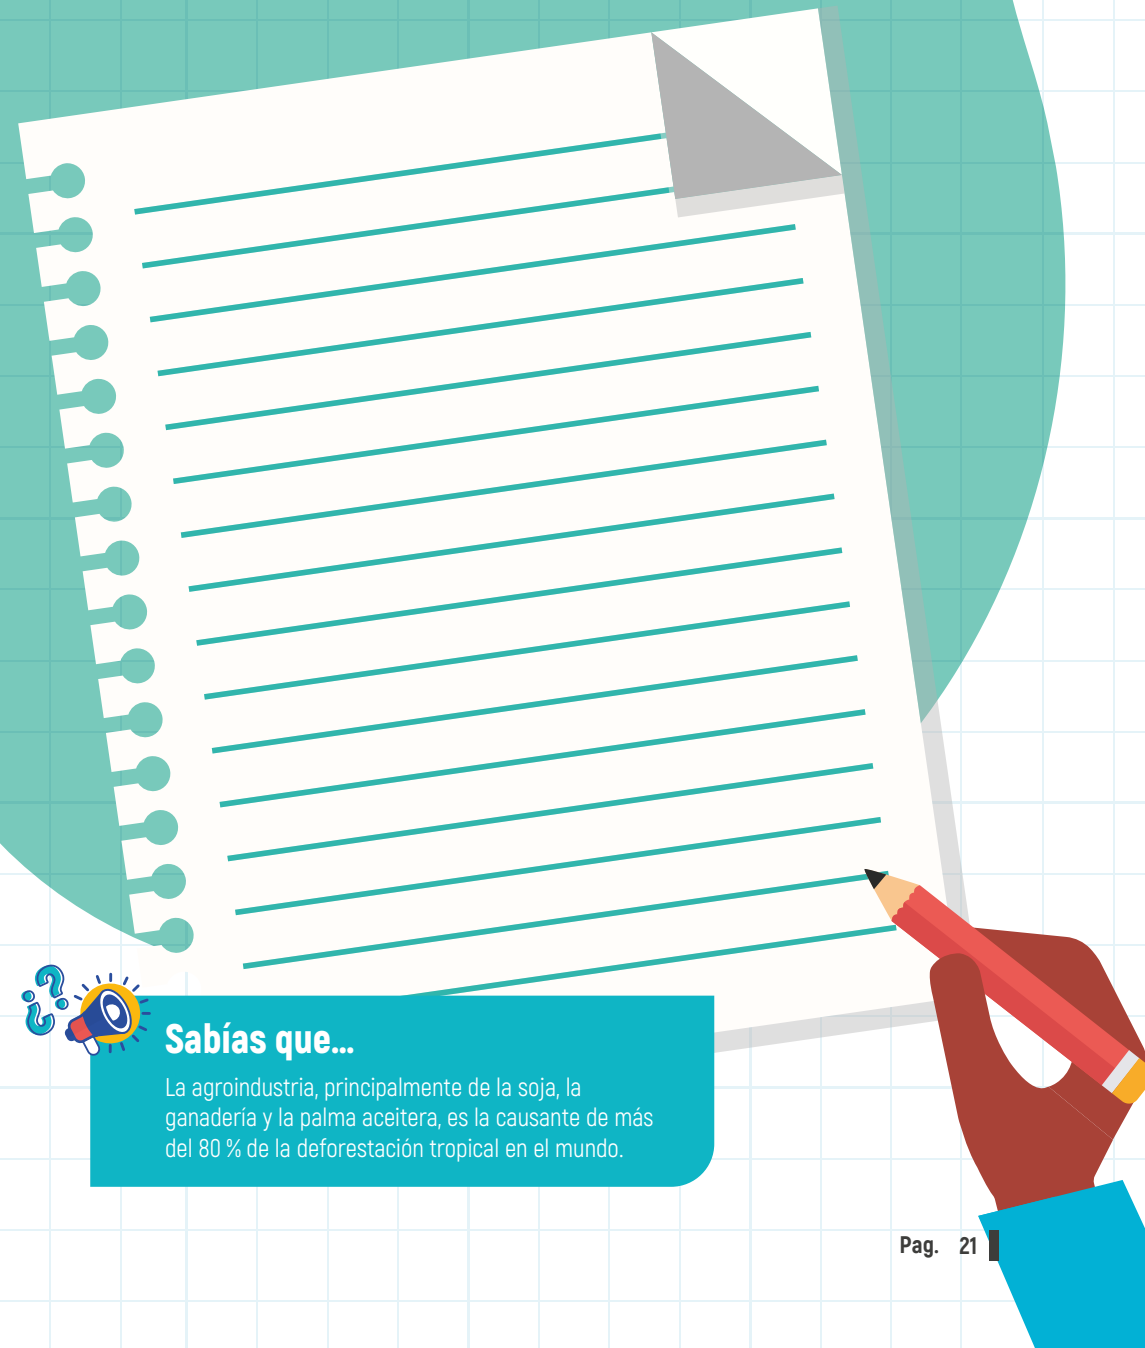 Sabías que...
La agroindustria, principalmente de la soja, la
ganadería y la palma aceitera, es la causante de más
del 80 % de la deforestación tropical en el mundo.
Pag. 21